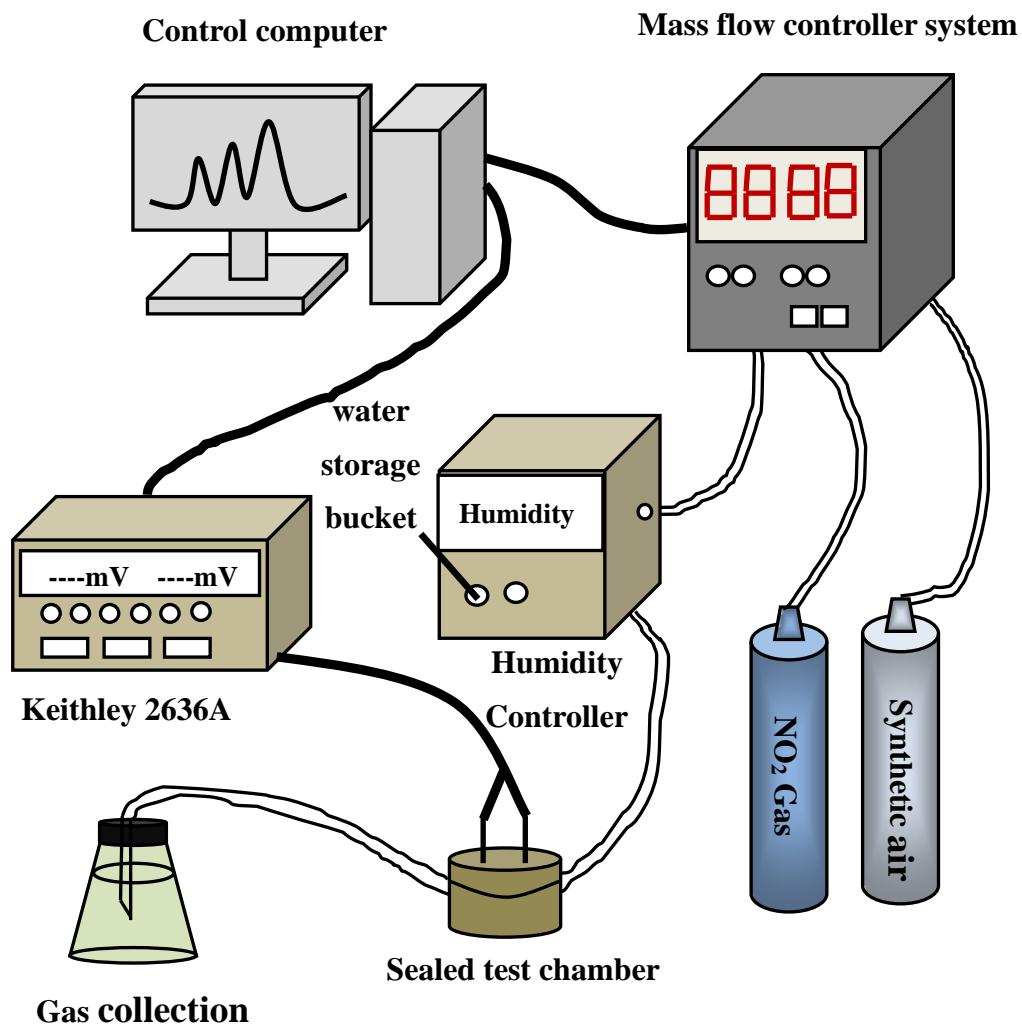 Control computer
Mass flow controller system
8888
water
storage
bucket
Humidity
----mV ----mV
Keithley 2636A
Humidity
Controller
NO₂ Gas
Synthetic air
Sealed test chamber
Gas collection